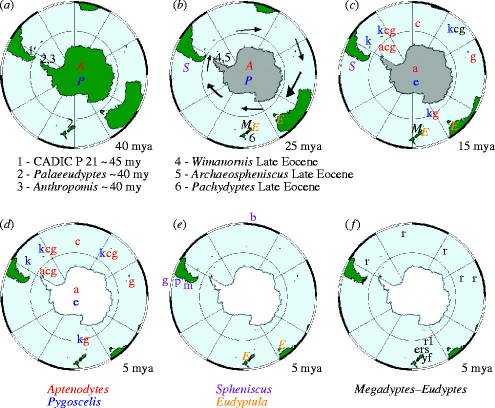 (a) (b) (c)
1 2,3 A P 2 40 mya
S 4,5 A P M E 6 E 25 mya
k kcg acg c kcg g S a e kg M E E 15 mya
1 - CADIC P 21 ~45 my
2 - Palaeeudyptes ~40 my
3 - Anthropornis ~40 my
4 - Wimanornis Late Eocene
5 - Archaeospheniscus Late Eocene
6 - Pachydyptes Late Eocene
(d) (e) (f)
k kcg acg c kcg g a e kg 5 mya
b g p m E E 5 mya
r r r r r r1 ers yf 5 mya
Aptenodytes
Pygoscelis
Spheniscus
Eudyptula
Megadyptes–Eudyptes